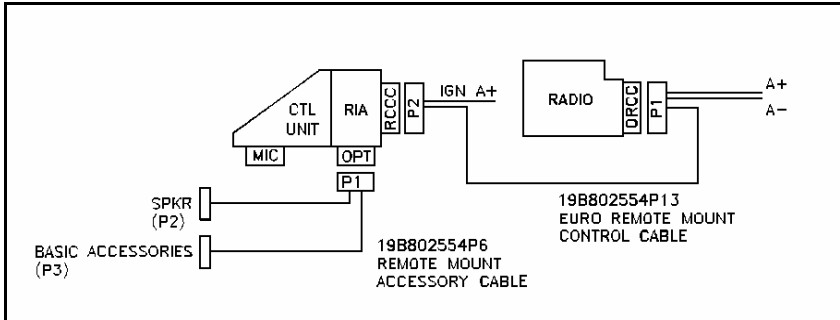 CTL
UNIT
RIA
RCCC
P2
IGN A+
RADIO
ORCC
P1
A+
A-
MIC
OPT
P1
SPKR
(P2)
BASIC ACCESSORIES
(P3)
19B802554P6
REMOTE MOUNT
ACCESSORY CABLE
19B802554P13
EURO REMOTE MOUNT
CONTROL CABLE